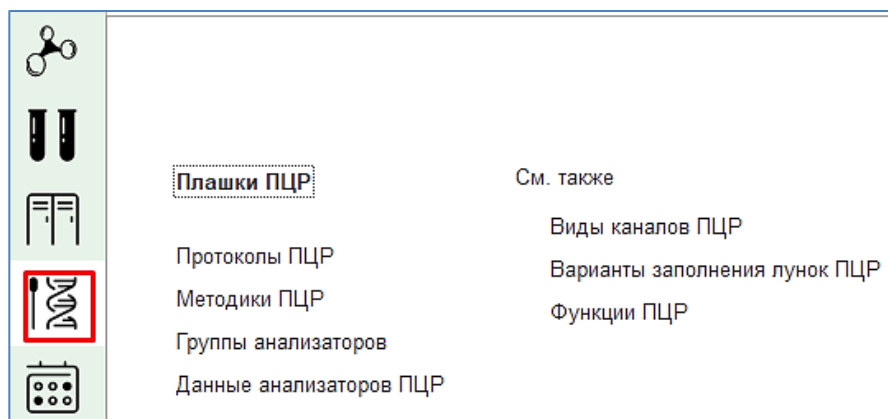 Плашки ПЦР
Протоколы ПЦР
Методики ПЦР
Группы анализаторов
Данные анализаторов ПЦР
См. также
Виды каналов ПЦР
Варианты заполнения лунок ПЦР
Функции ПЦР